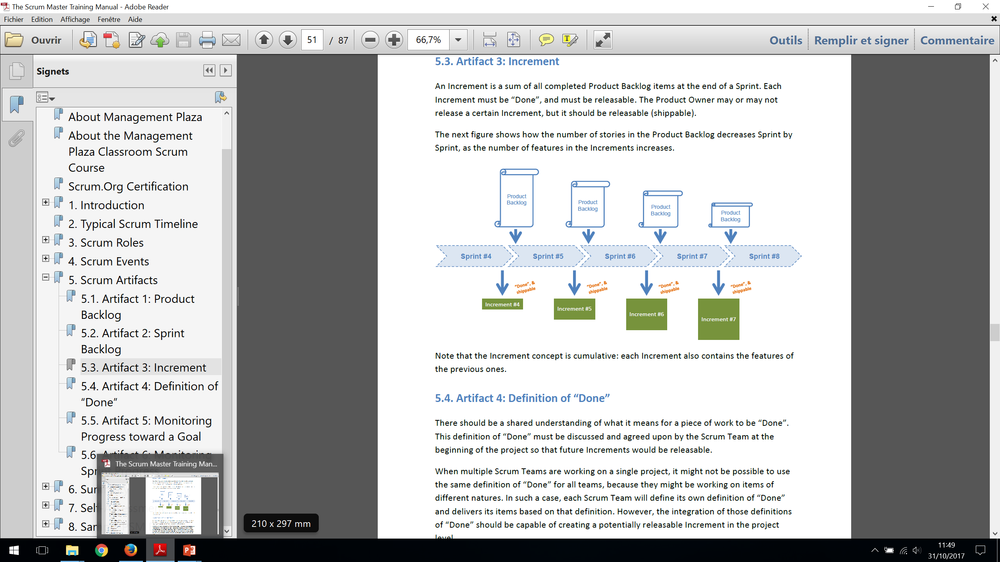 The Scrum Master Training Manual - Adobe Reader
Fichier Edition Affichage Fenêtre Aide
Ouvrir 51 / 87 66,7% Outils Remplir et signer Commentaire
Signets
About Management Plaza
About the Management
Plaza Classroom Scrum
Course
Scrum.Org Certification
1. Introduction
2. Typical Scrum Timeline
3. Scrum Roles
4. Scrum Events
5. Scrum Artifacts
5.1. Artifact 1: Product
Backlog
5.2. Artifact 2: Sprint
Backlog
5.3. Artifact 3: Increment
5.4. Artifact 4: Definition of
“Done”
5.5. Artifact 5: Monitoring
Progress toward a Goal
5.6. Artifact 6: Monitoring
Sprint Progress
6. Sum
7. Self-Assessment
8. Sam
The Scrum Master Training Man...
210 x 297 mm
5.3. Artifact 3: Increment
An Increment is a sum of all completed Product Backlog items at the end of a Sprint. Each
Increment must be “Done”, and must be releasable. The Product Owner may or may not
release a certain Increment, but it should be releasable (shippable).
The next figure shows how the number of stories in the Product Backlog decreases Sprint by
Sprint, as the number of features in the Increments increases.
Product
Backlog
Product
Backlog
Product
Backlog
Product
Backlog
Sprint #4 Sprint #5 Sprint #6 Sprint #7 Sprint #8
“Done”, &
shippable
“Done”, &
shippable
“Done”, &
shippable
“Done”, &
shippable
Increment #4
Increment #5
Increment #6
Increment #7
Note that the Increment concept is cumulative: each Increment also contains the features of
the previous ones.
5.4. Artifact 4: Definition of “Done”
There should be a shared understanding of what it means for a piece of work to be “Done”.
This definition of “Done” must be discussed and agreed upon by the Scrum Team at the
beginning of the project so that future Increments would be releasable.
When multiple Scrum Teams are working on a single project, it might not be possible to use
the same definition of “Done” for all teams, because they might be working on items of
different natures. In such a case, each Scrum Team will define its own definition of “Done”
and delivers its items based on that definition. However, the integration of those definitions
of “Done” should be capable of creating a potentially releasable Increment in the project
level.
11:49
31/10/2017